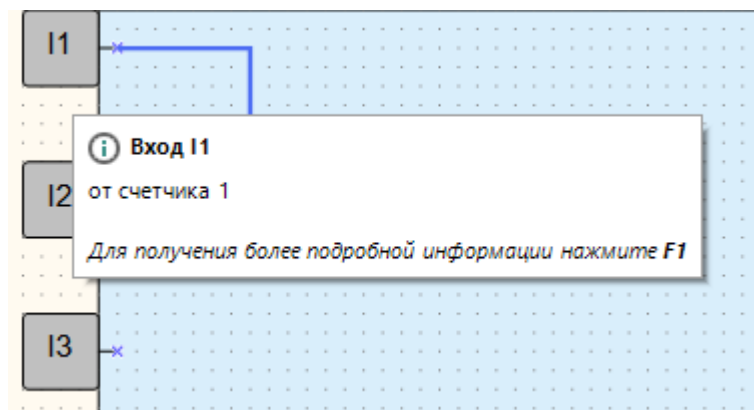 I1
Вход I1
I2
от счетчика 1
Для получения более подробной информации нажмите F1
I3